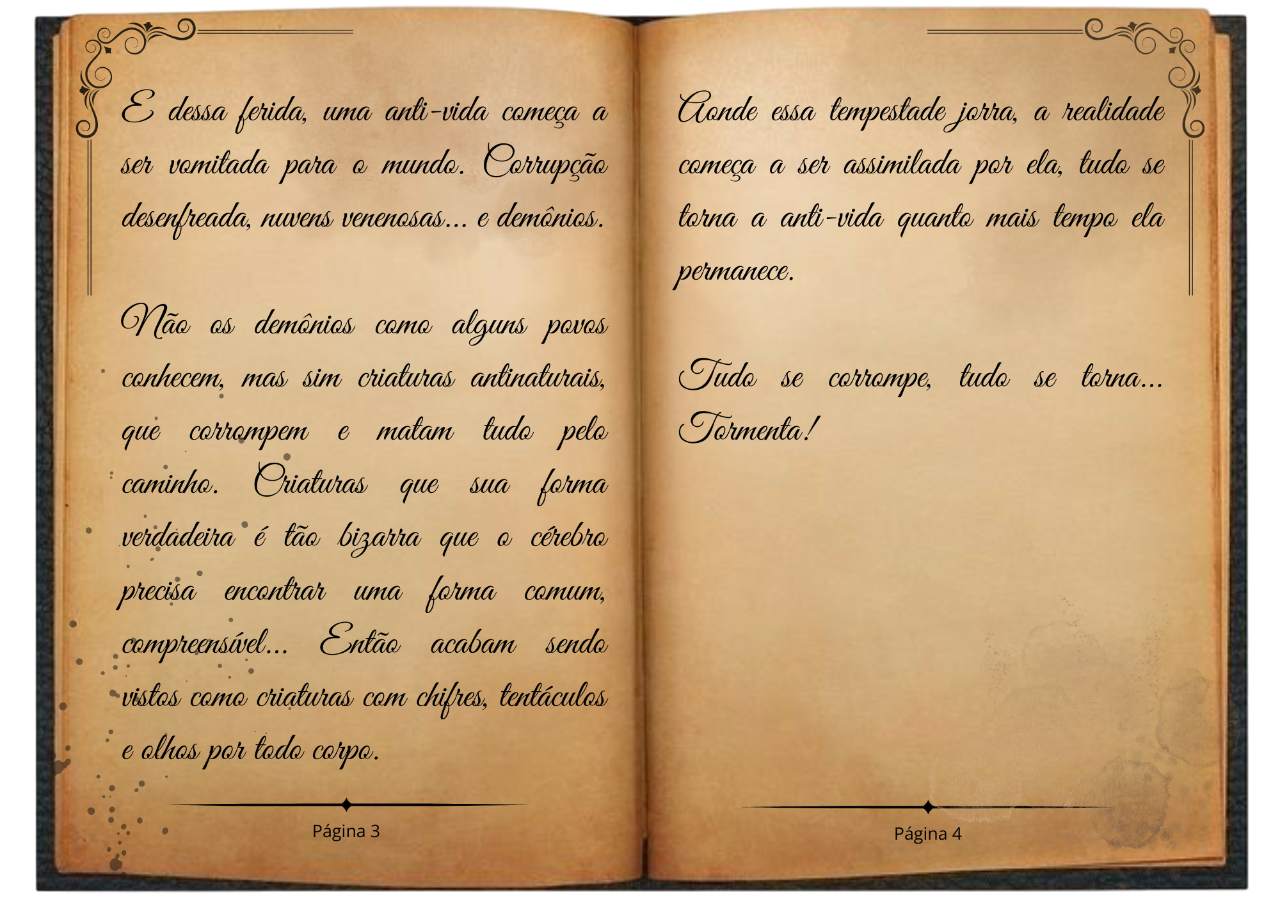 E dessa ferida, uma anti-vida começa a
ser vomitada para o mundo. Corrupção
desenfreada, nuvens venenosas... e demônios.
Não os demônios como alguns povos
conhecem, mas sim criaturas antinaturais,
que corrompem e matam tudo pelo
caminho. Criaturas que sua forma
verdadeira é tão bizarra que o cérebro
precisa encontrar uma forma comum,
compreensível... Então acabam sendo
vistos como criaturas com chifres, tentáculos
e olhos por todo corpo.
Página 3
Aonde essa tempestade jorra, a realidade
começa a ser assimilada por ela, tudo se
torna a anti-vida quanto mais tempo ela
permanece.
Tudo se corrompe, tudo se torna...
Tormenta!
Página 4